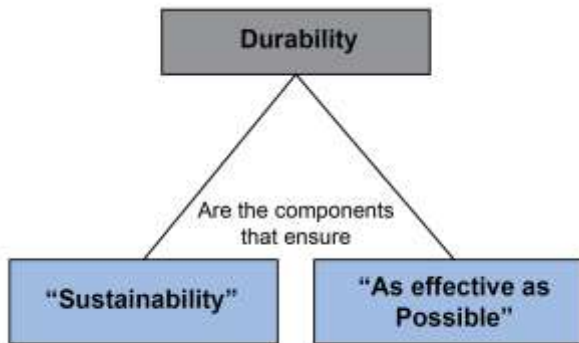 Durability
Are the components
that ensure
“Sustainability”
“As effective as
Possible”